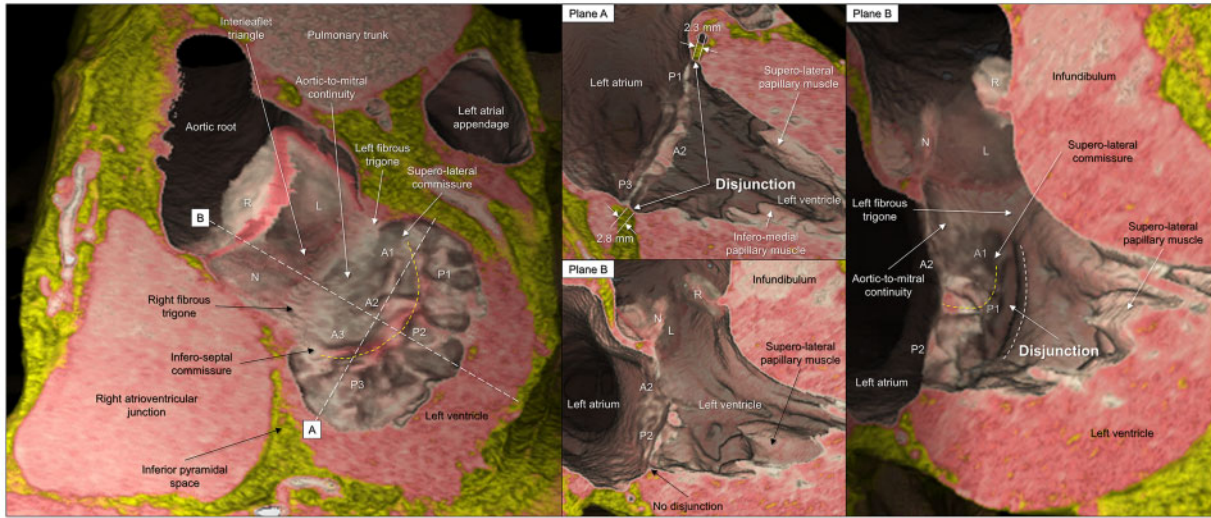 Interleaflet
triangle
Pulmonary trunk
Aortic-to-mitral
continuity
Aortic root
Left atrial
appendage
Left fibrous
trigone
Supero-lateral
commissure
R
L
B
N
A1
P1
A2
P2
A3
P3
Right fibrous
trigone
Infero-septal
commissure
Right atrioventricular
junction
Left ventricle
A
Inferior pyramidal
space
Plane A
2.3 mm
Left atrium
P1
Supero-lateral
papillary muscle
A2
P3
Disjunction
Left ventricle
2.8 mm
Infero-medial
papillary muscle
Plane B
Infundibulum
R
N
L
Supero-lateral
papillary muscle
A2
Left atrium
Left ventricle
P2
No disjunction
Plane B
R
Infundibulum
N
L
Supero-lateral
commissure
Left fibrous
trigone
Supero-lateral
papillary muscle
A1
A2
Aortic-to-mitral
continuity
P1
P2
Disjunction
Left atrium
Left ventricle